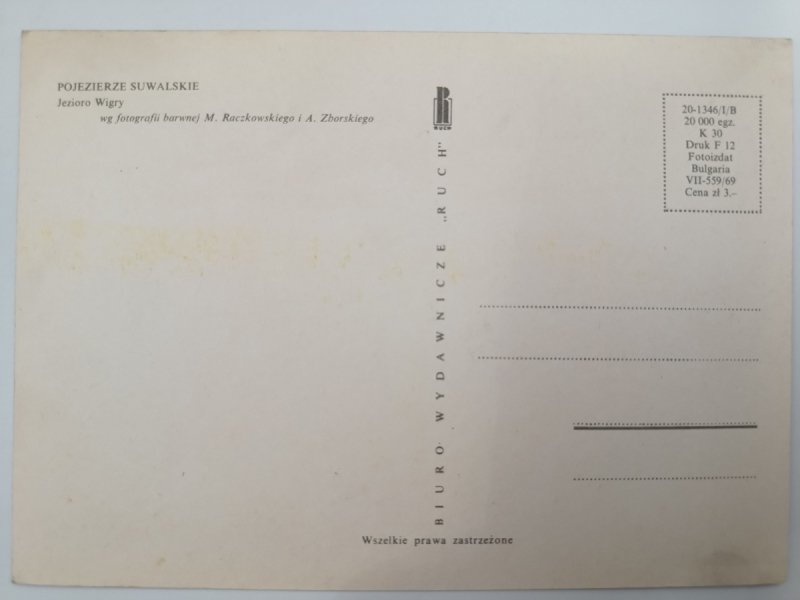 POJEZIERZE SUWALSKIE
Jezioro Wigry
wg fotografii barwnej M. Raczkowskiego i A. Zborskiego
R
RUCH
BIURO WYDAWNICZE „RUCH"
20-1346/I/B
20 000 egz.
K 30
Druk F 12
Fotoizdat
Bulgaria
VII-559/69
Cena zł 3.–
Wszelkie prawa zastrzeżone